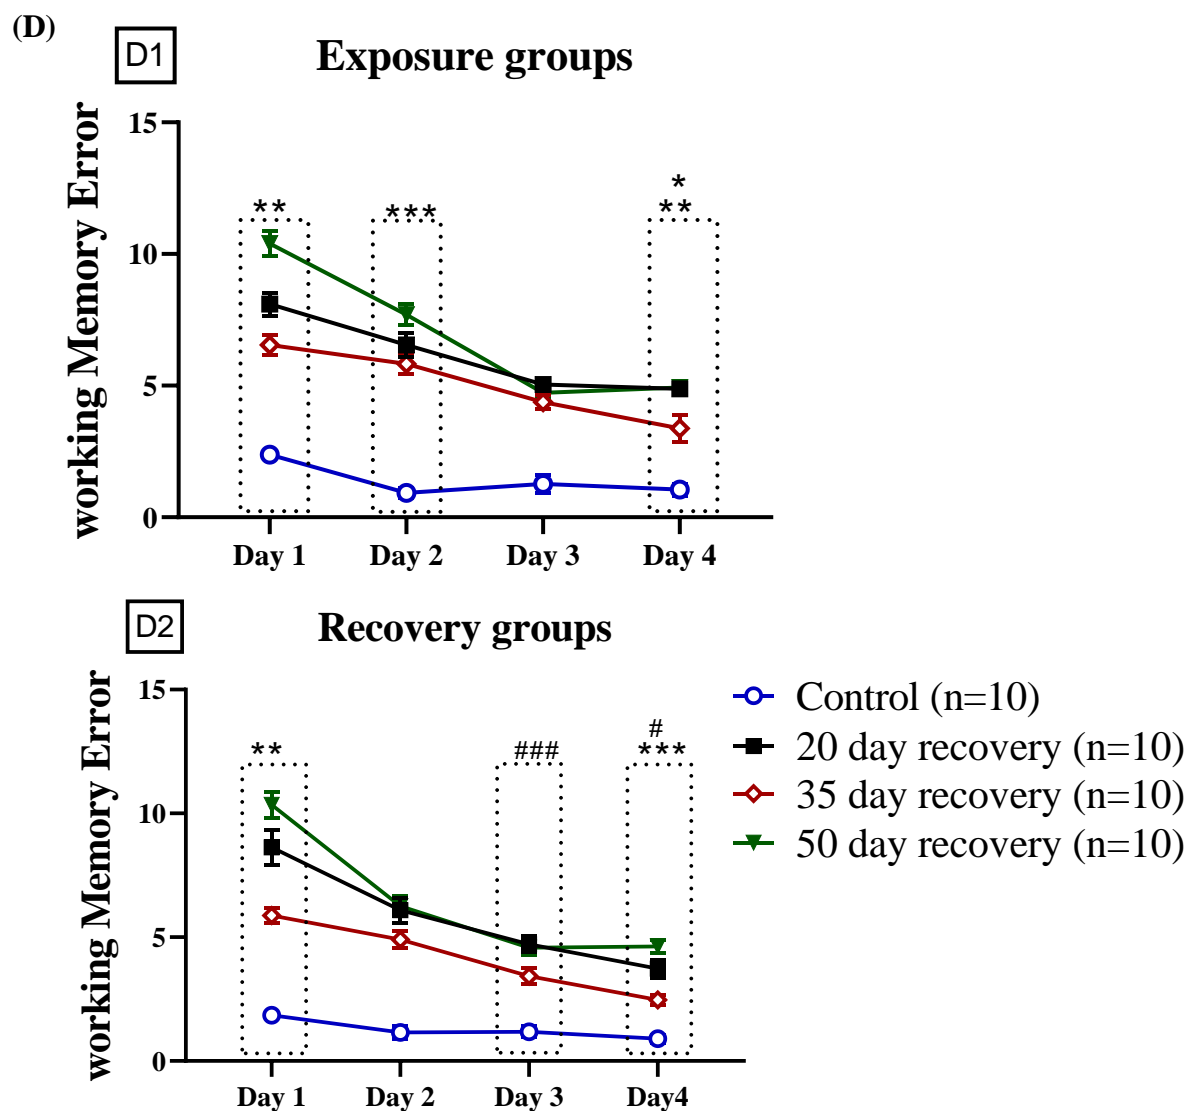 (D)
D1
Exposure groups
working Memory Error
15
10
5
0
**
***
*
**
Day 1 Day 2 Day 3 Day 4
D2
Recovery groups
working Memory Error
15
10
5
0
**
###
#
***
Day 1 Day 2 Day 3 Day4
Control (n=10)
20 day recovery (n=10)
35 day recovery (n=10)
50 day recovery (n=10)